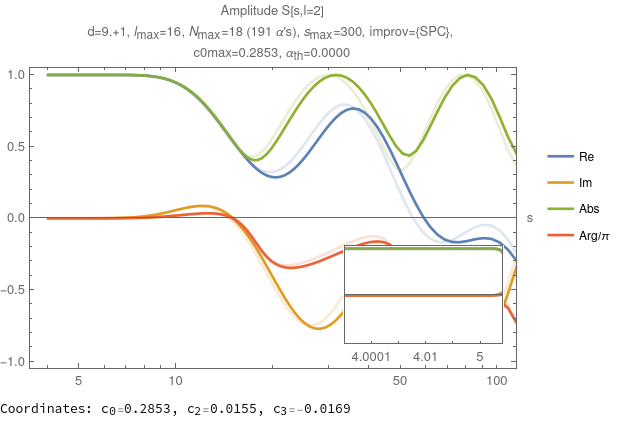 Amplitude S[s,l=2]
d=9.+1, lmax=16, Nmax=18 (191 α's), smax=300, improv={SPC},
c0max=0.2853, αth=0.0000
1.0
0.5
0.0
-0.5
-1.0
s
Re
Im
Abs
Arg/π
4.0001 4.01 5
5 10 50 100
Coordinates: c0=0.2853, c2=0.0155, c3=-0.0169